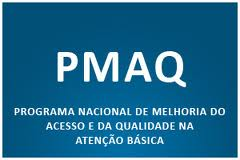 PMAQ
PROGRAMA NACIONAL DE MELHORIA DO
ACESSO E DA QUALIDADE NA
ATENÇÃO BÁSICA